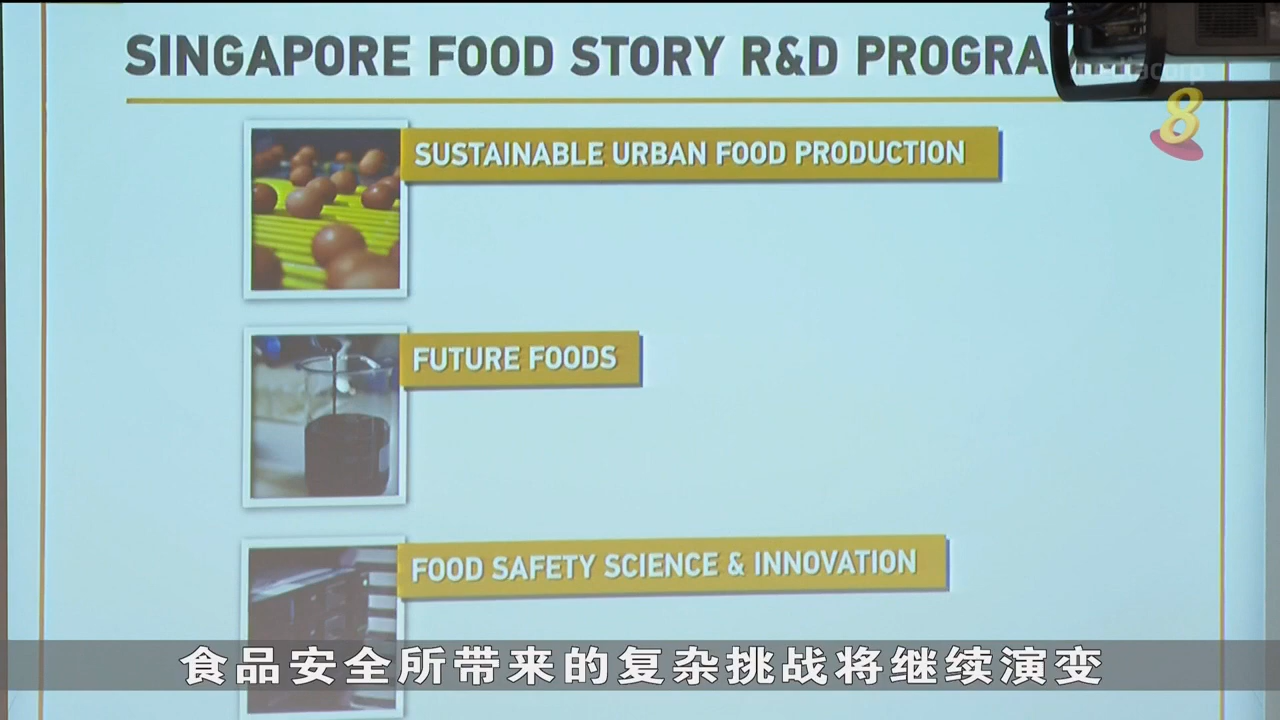 SINGAPORE FOOD STORY R&D PROGRA
mediacorp
8
SUSTAINABLE URBAN FOOD PRODUCTION
FUTURE FOODS
FOOD SAFETY SCIENCE & INNOVATION
食品安全所带来的复杂挑战将继续演变